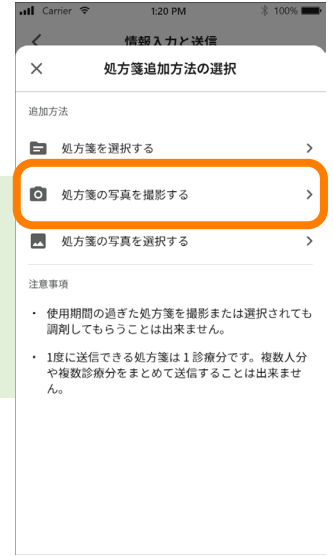 Carrier 1:20 PM 100%
情報入力と送信
処方箋追加方法の選択
追加方法
処方箋を選択する
処方箋の写真を撮影する
処方箋の写真を選択する
注意事項
・ 使用期間の過ぎた処方箋を撮影または選択されても
調剤してもらうことは出来ません。
・ 1度に送信できる処方箋は 1 診療分です。複数人分
や複数診療分をまとめて送信することは出来ませ
ん。